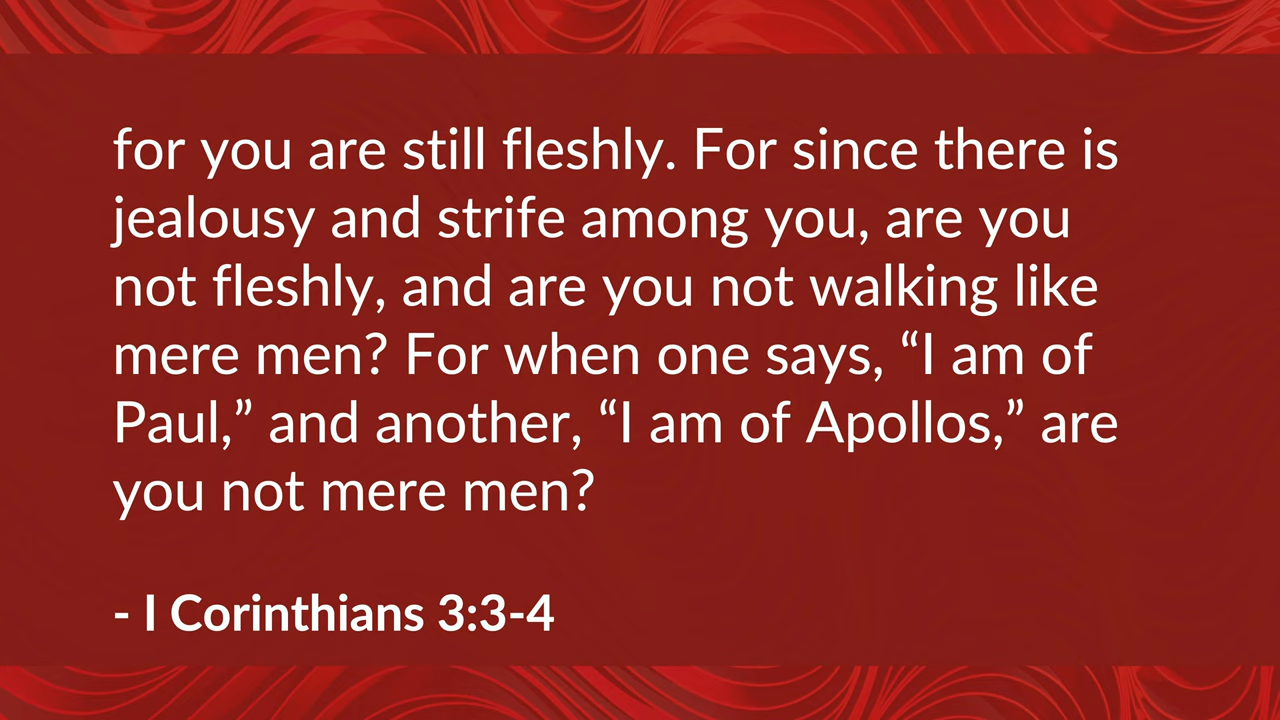 for you are still fleshly. For since there is
jealousy and strife among you, are you
not fleshly, and are you not walking like
mere men? For when one says, “I am of
Paul,” and another, “I am of Apollos,” are
you not mere men?
- I Corinthians 3:3-4